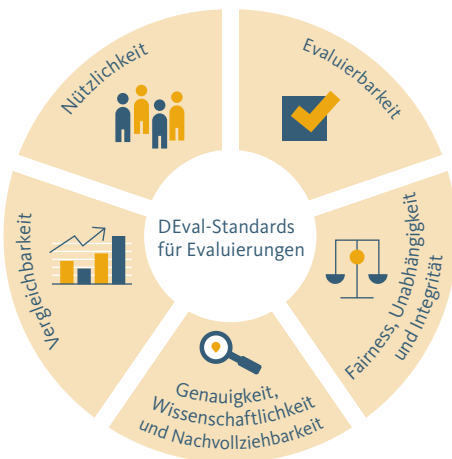 Nützlichkeit
Evaluierbarkeit
DEval-Standards
für Evaluierungen
Vergleichbarkeit
Fairness, Unabhängigkeit
und Integrität
Genauigkeit,
Wissenschaftlichkeit
und Nachvollziehbarkeit